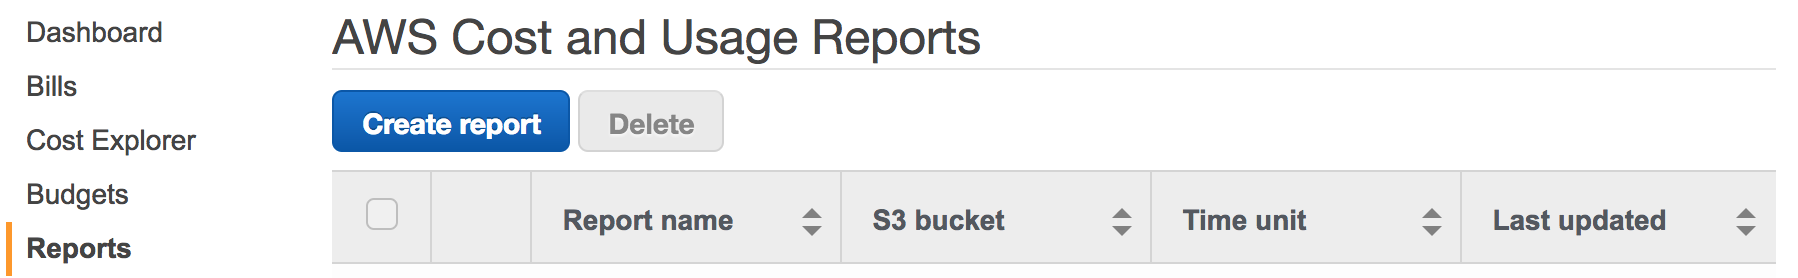 Dashboard
Bills
Cost Explorer
Budgets
Reports
AWS Cost and Usage Reports
Create report Delete
Report name S3 bucket Time unit Last updated